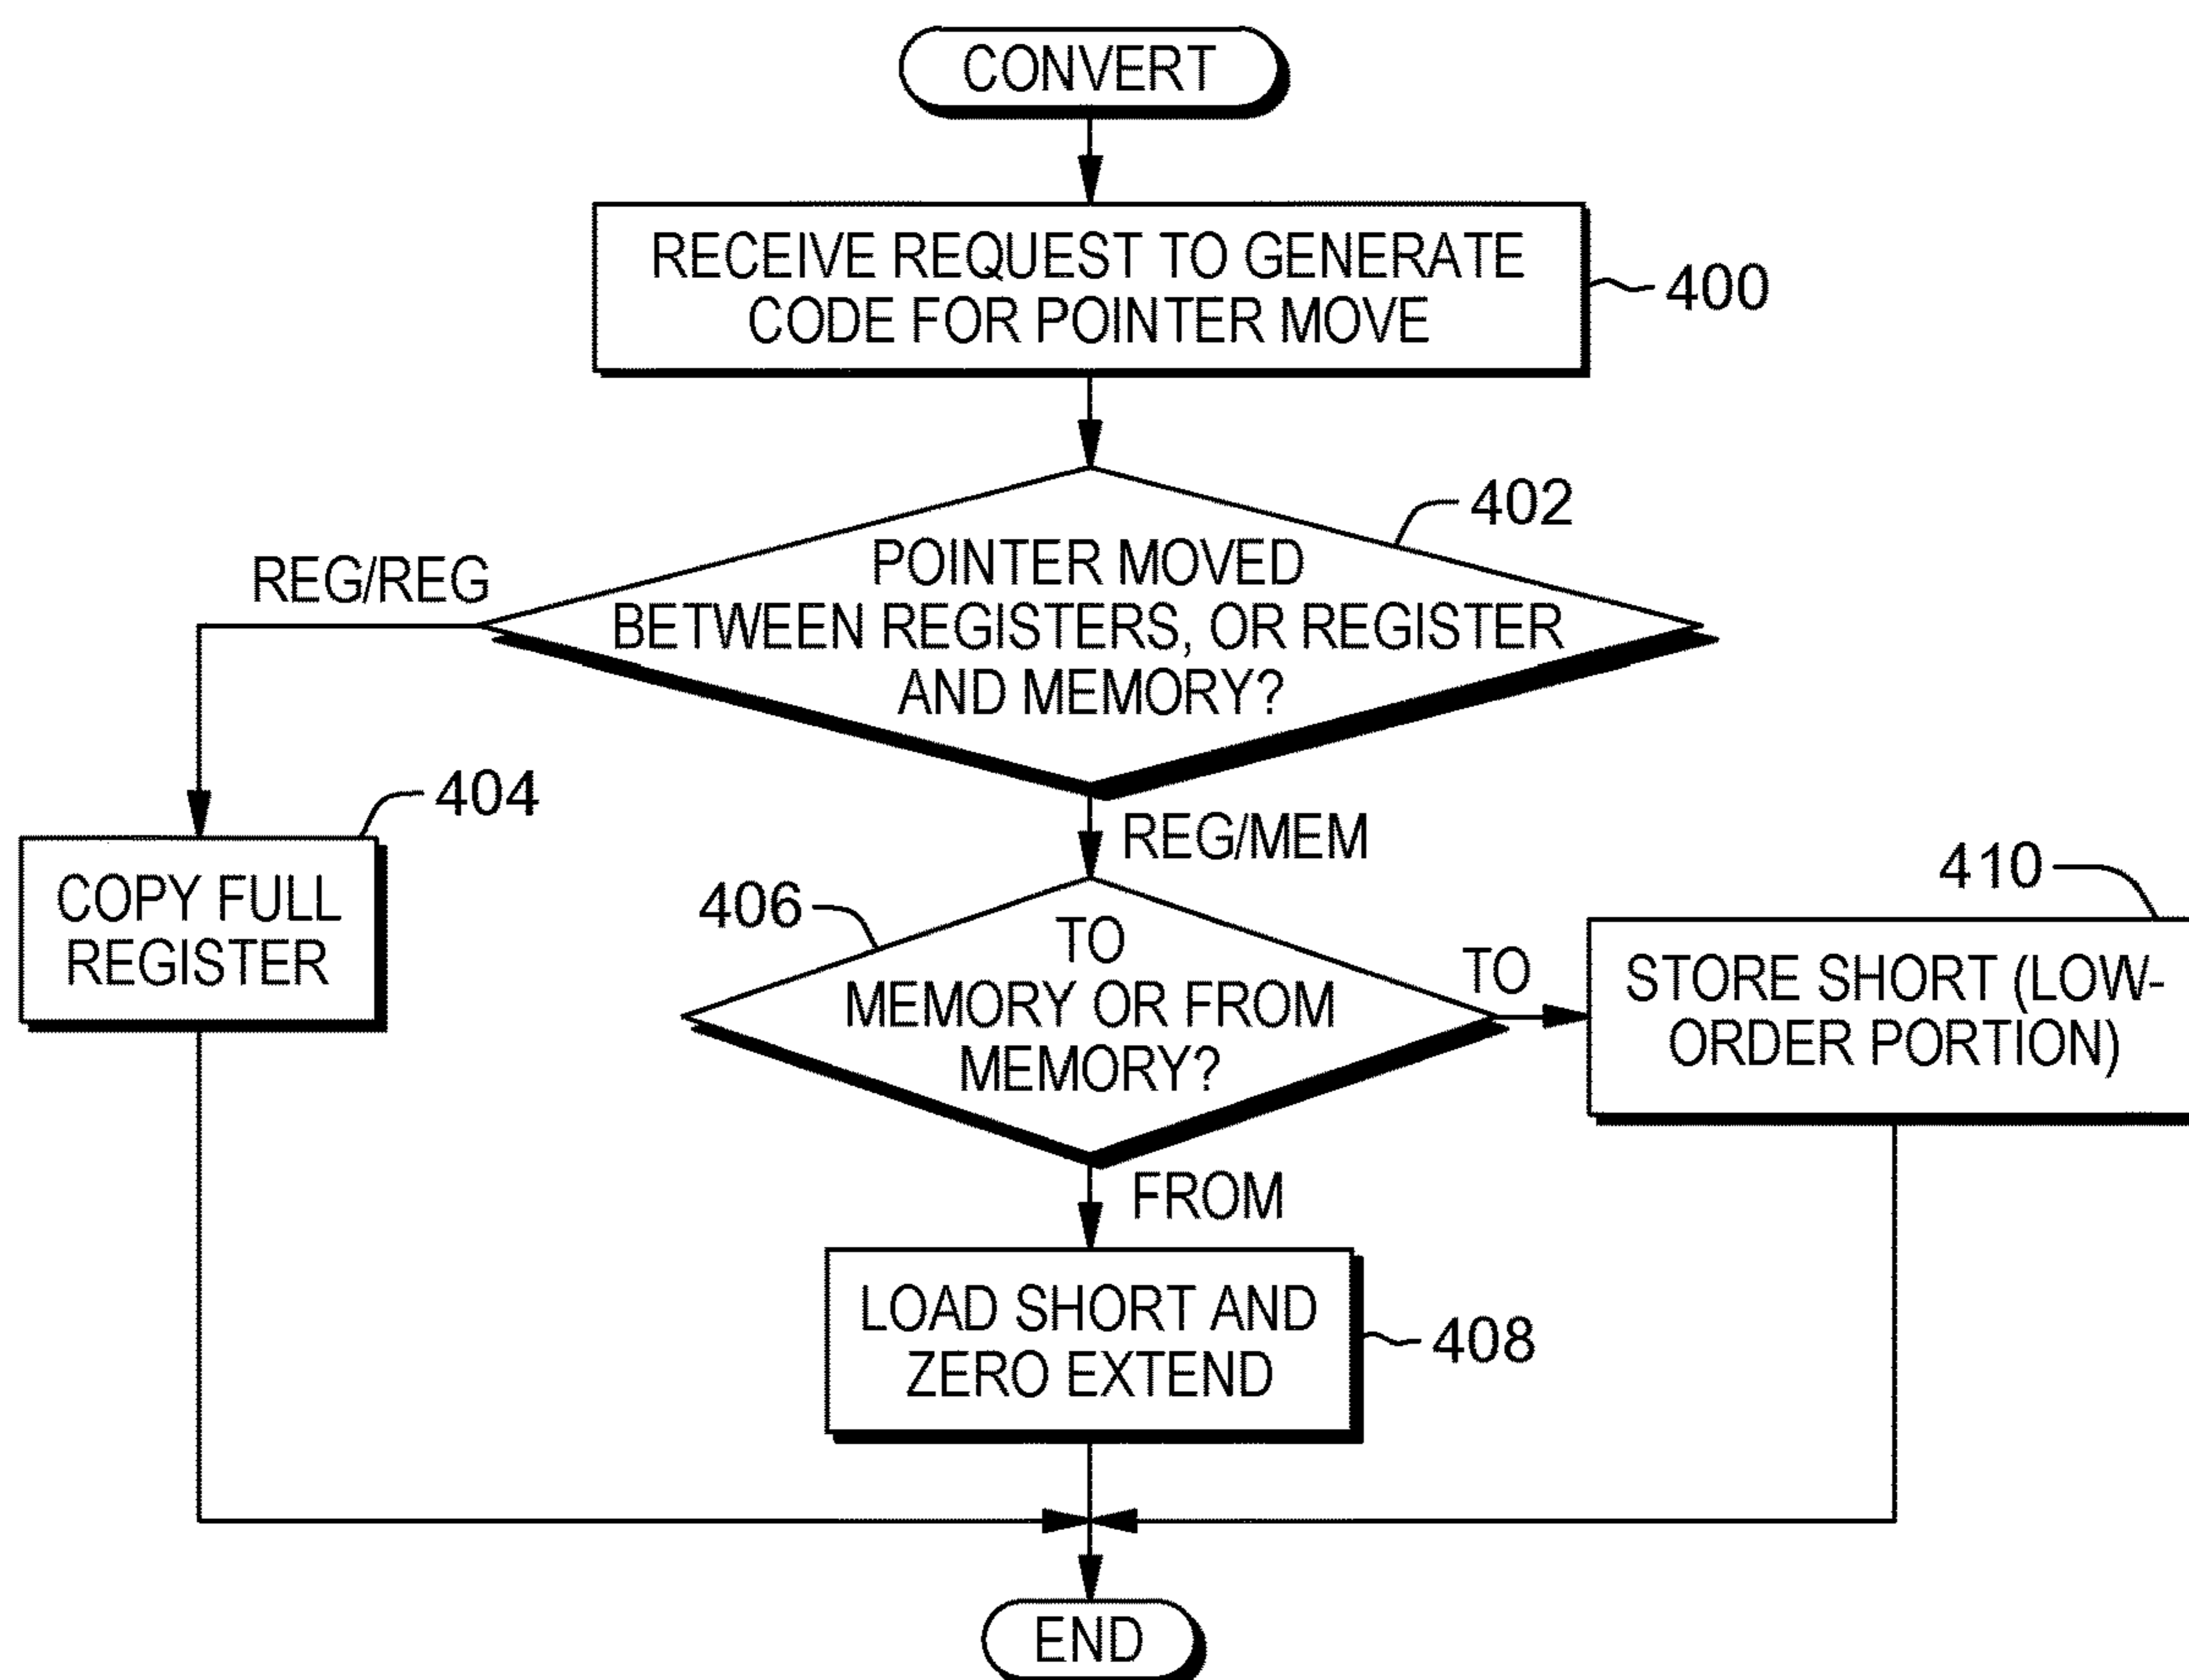 CONVERT
RECEIVE REQUEST TO GENERATE
CODE FOR POINTER MOVE
400
402
POINTER MOVED
BETWEEN REGISTERS, OR REGISTER
AND MEMORY?
REG/REG
404
COPY FULL
REGISTER
REG/MEM
406
TO
MEMORY OR FROM
MEMORY?
TO
410
STORE SHORT (LOW-
ORDER PORTION)
FROM
LOAD SHORT AND
ZERO EXTEND
408
END